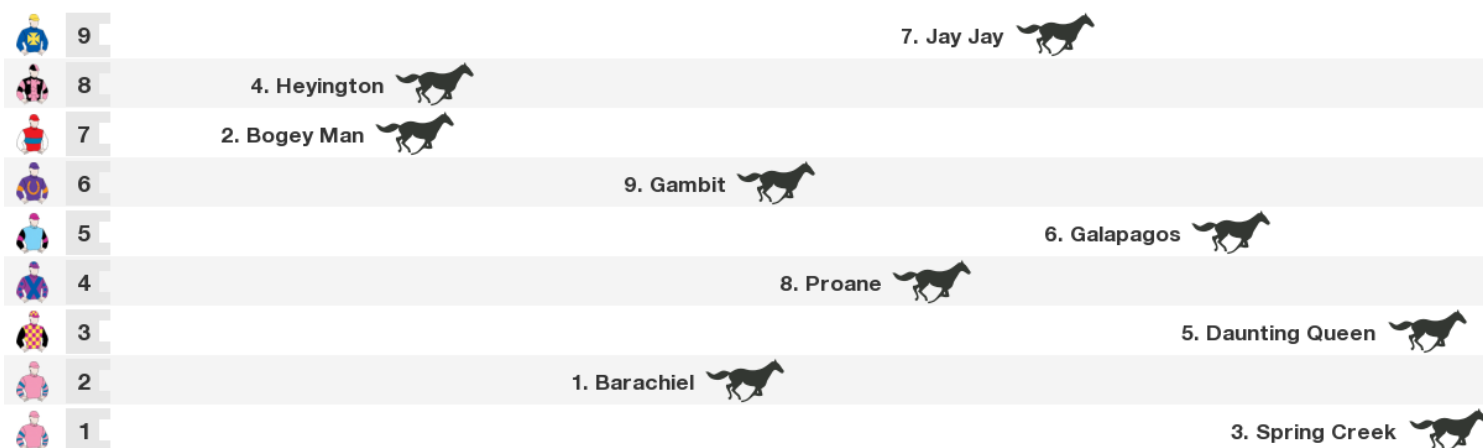 9 7. Jay Jay
8 4. Heyington
7 2. Bogey Man
6 9. Gambit
5 6. Galapagos
4 8. Proane
3 5. Daunting Queen
2 1. Barachiel
1 3. Spring Creek